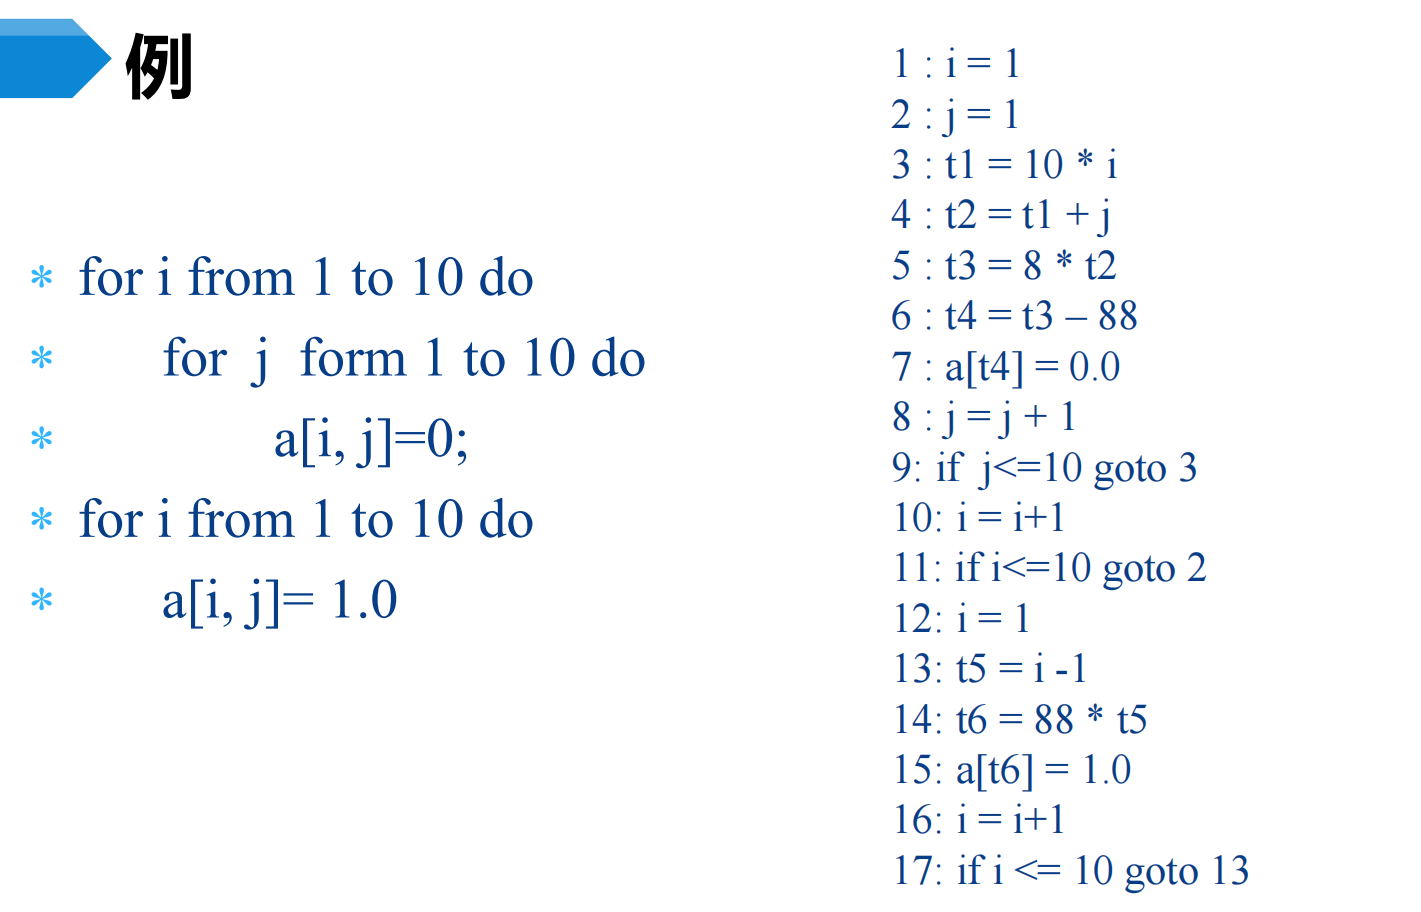 例
* for i from 1 to 10 do
* for j form 1 to 10 do
* a[i, j]=0;
* for i from 1 to 10 do
* a[i, j]= 1.0
1 : i = 1
2 : j = 1
3 : t1 = 10 * i
4 : t2 = t1 + j
5 : t3 = 8 * t2
6 : t4 = t3 – 88
7 : a[t4] = 0.0
8 : j = j + 1
9: if j<=10 goto 3
10: i = i+1
11: if i<=10 goto 2
12: i = 1
13: t5 = i -1
14: t6 = 88 * t5
15: a[t6] = 1.0
16: i = i+1
17: if i <= 10 goto 13